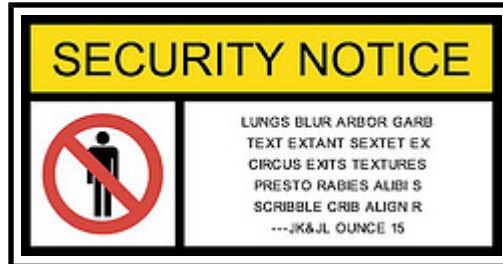 SECURITY NOTICE
LUNGS BLUR ARBOR GARB
TEXT EXTANT SEXTET EX
CIRCUS EXITS TEXTURES
PRESTO RABIES ALIBI S
SCRIBBLE CRIB ALIGN R
---JK&JL OUNCE 15